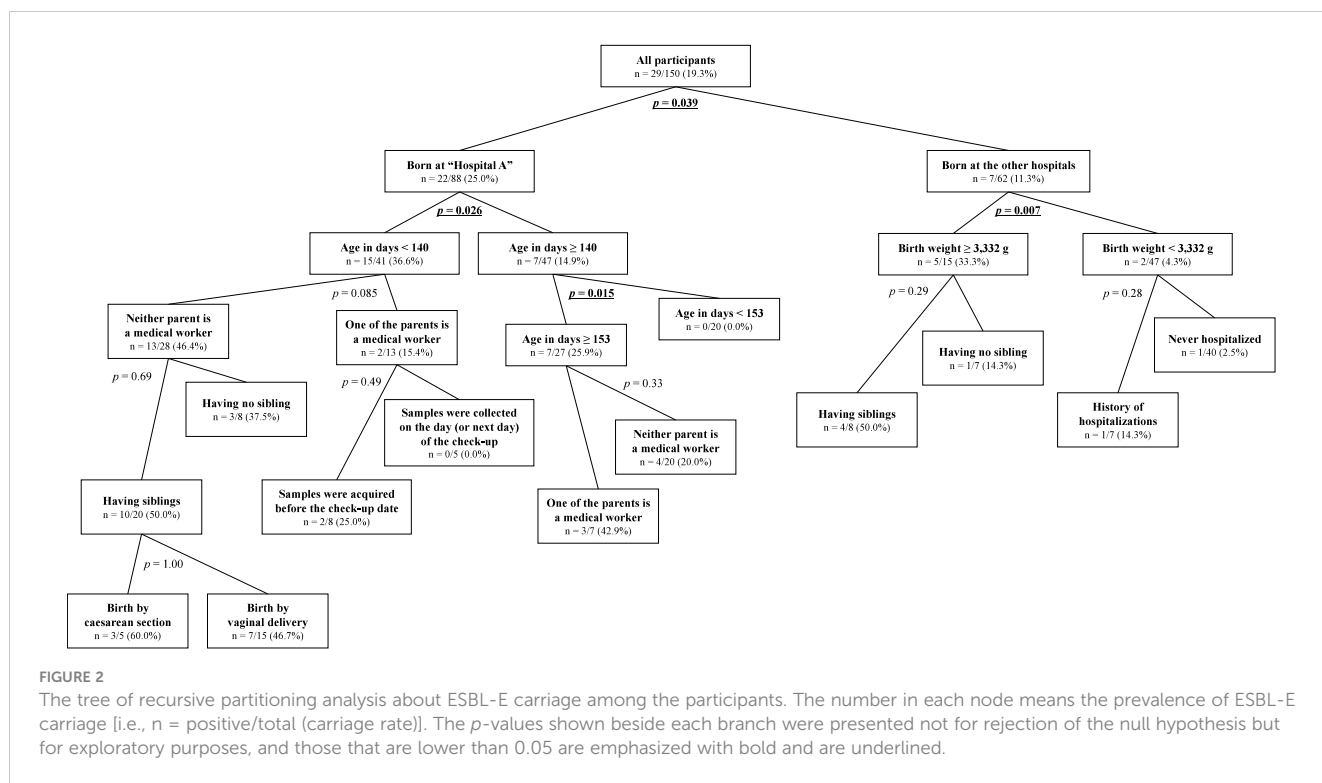 All participants
n = 29/150 (19.3%)
p = 0.039
Born at “Hospital A”
n = 22/88 (25.0%)
Born at the other hospitals
n = 7/62 (11.3%)
p = 0.026
p = 0.007
Age in days < 140
n = 15/41 (36.6%)
Age in days ≥ 140
n = 7/47 (14.9%)
Birth weight ≥ 3,332 g
n = 5/15 (33.3%)
Birth weight < 3,332 g
n = 2/47 (4.3%)
p = 0.085
p = 0.015
p = 0.29
p = 0.28
Neither parent is
a medical worker
n = 13/28 (46.4%)
One of the parents is
a medical worker
n = 2/13 (15.4%)
Age in days ≥ 153
n = 7/27 (25.9%)
Age in days < 153
n = 0/20 (0.0%)
Having no sibling
n = 1/7 (14.3%)
Never hospitalized
n = 1/40 (2.5%)
p = 0.69
p = 0.49
p = 0.33
Having no sibling
n = 3/8 (37.5%)
Samples were collected
on the day (or next day)
of the check-up
n = 0/5 (0.0%)
Neither parent is
a medical worker
n = 4/20 (20.0%)
Having siblings
n = 4/8 (50.0%)
History of
hospitalizations
n = 1/7 (14.3%)
Having siblings
n = 10/20 (50.0%)
Samples were acquired
before the check-up date
n = 2/8 (25.0%)
One of the parents is
a medical worker
n = 3/7 (42.9%)
p = 1.00
Birth by
caesarean section
n = 3/5 (60.0%)
Birth by
vaginal delivery
n = 7/15 (46.7%)
FIGURE 2
The tree of recursive partitioning analysis about ESBL-E carriage among the participants. The number in each node means the prevalence of ESBL-E
carriage [i.e., n = positive/total (carriage rate)]. The p-values shown beside each branch were presented not for rejection of the null hypothesis but
for exploratory purposes, and those that are lower than 0.05 are emphasized with bold and are underlined.